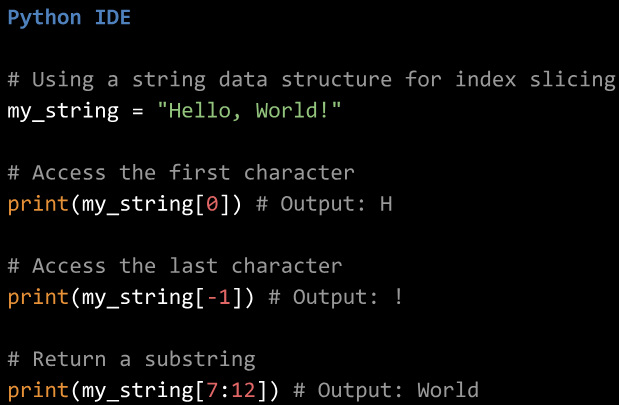 Python IDE
# Using a string data structure for index slicing
my_string = "Hello, World!"
# Access the first character
print(my_string[0]) # Output: H
# Access the last character
print(my_string[-1]) # Output: !
# Return a substring
print(my_string[7:12]) # Output: World